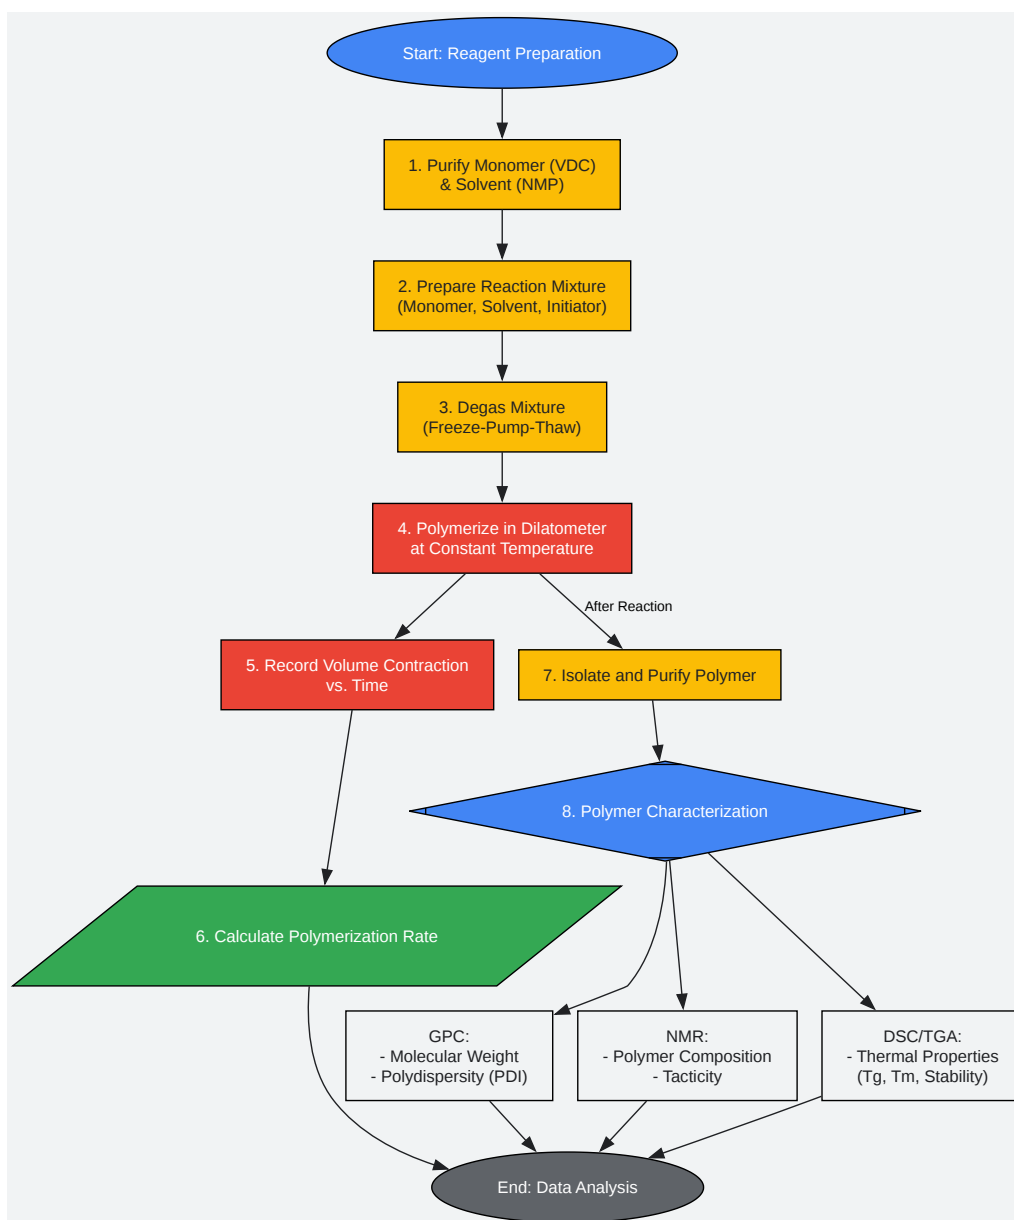 Start: Reagent Preparation
1. Purify Monomer (VDC)
& Solvent (NMP)
2. Prepare Reaction Mixture
(Monomer, Solvent, Initiator)
3. Degas Mixture
(Freeze-Pump-Thaw)
4. Polymerize in Dilatometer
at Constant Temperature
After Reaction
5. Record Volume Contraction
vs. Time
7. Isolate and Purify Polymer
8. Polymer Characterization
6. Calculate Polymerization Rate
GPC:
- Molecular Weight
- Polydispersity (PDI)
NMR:
- Polymer Composition
- Tacticity
DSC/TGA:
- Thermal Properties
(Tg, Tm, Stability)
End: Data Analysis